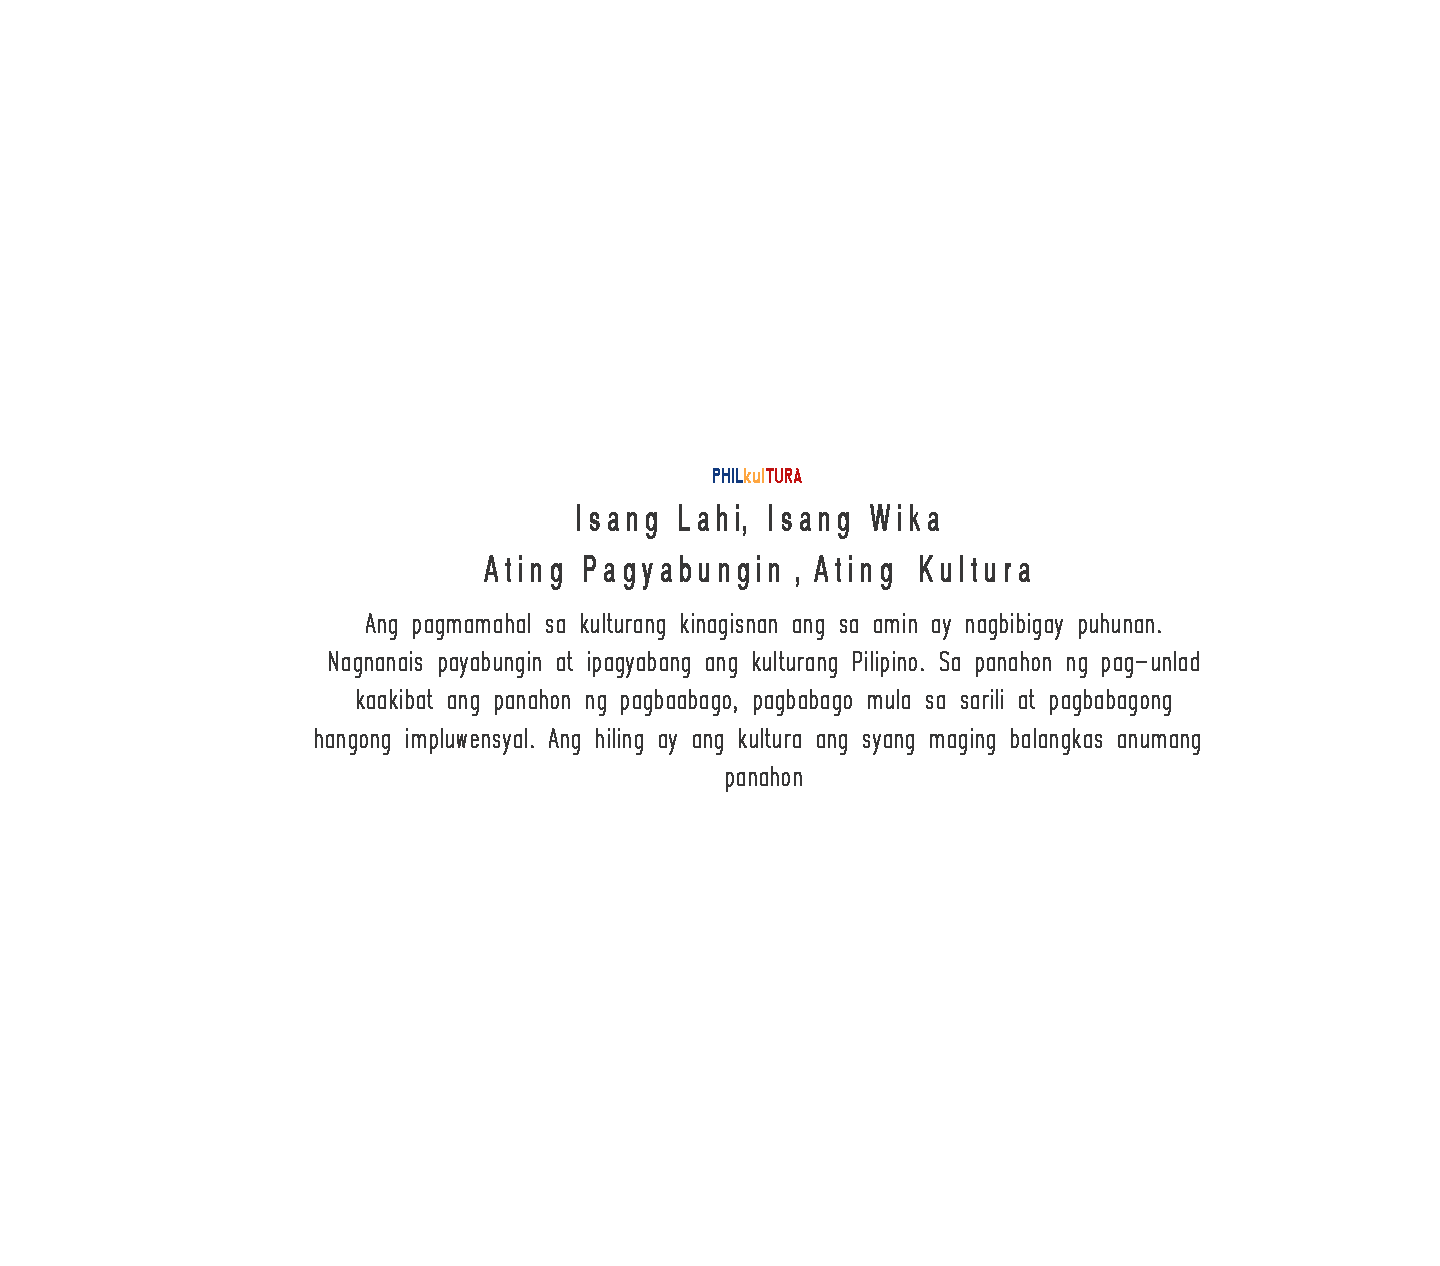 PHILkulTURA
Isang Lahi, Isang Wika
Ating Pagyabungin , Ating Kultura
Ang pagmamahal sa kulturang kinagisnan ang sa amin ay nagbibigay puhunan.
Nagnanais payabungin at ipagyabang ang kulturang Pilipino. Sa panahon ng pag-unlad
kaakibat ang panahon ng pagbaabago, pagbabago mula sa sarili at pagbabagong
hangong impluwensyal. Ang hiling ay ang kultura ang syang maging balangkas anumang
panahon